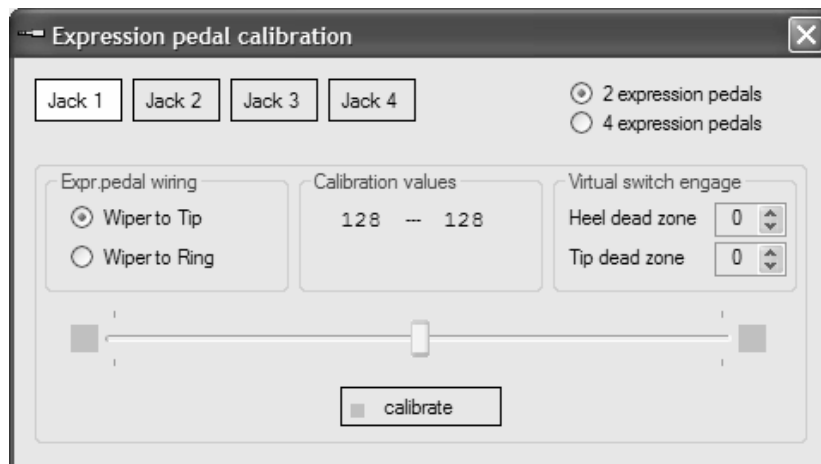 Expression pedal calibration
Jack 1 Jack 2 Jack 3 Jack 4
2 expression pedals
4 expression pedals
Expr.pedal wiring
Wiper to Tip
Wiper to Ring
Calibration values
128 --- 128
Virtual switch engage
Heel dead zone 0
Tip dead zone 0
calibrate